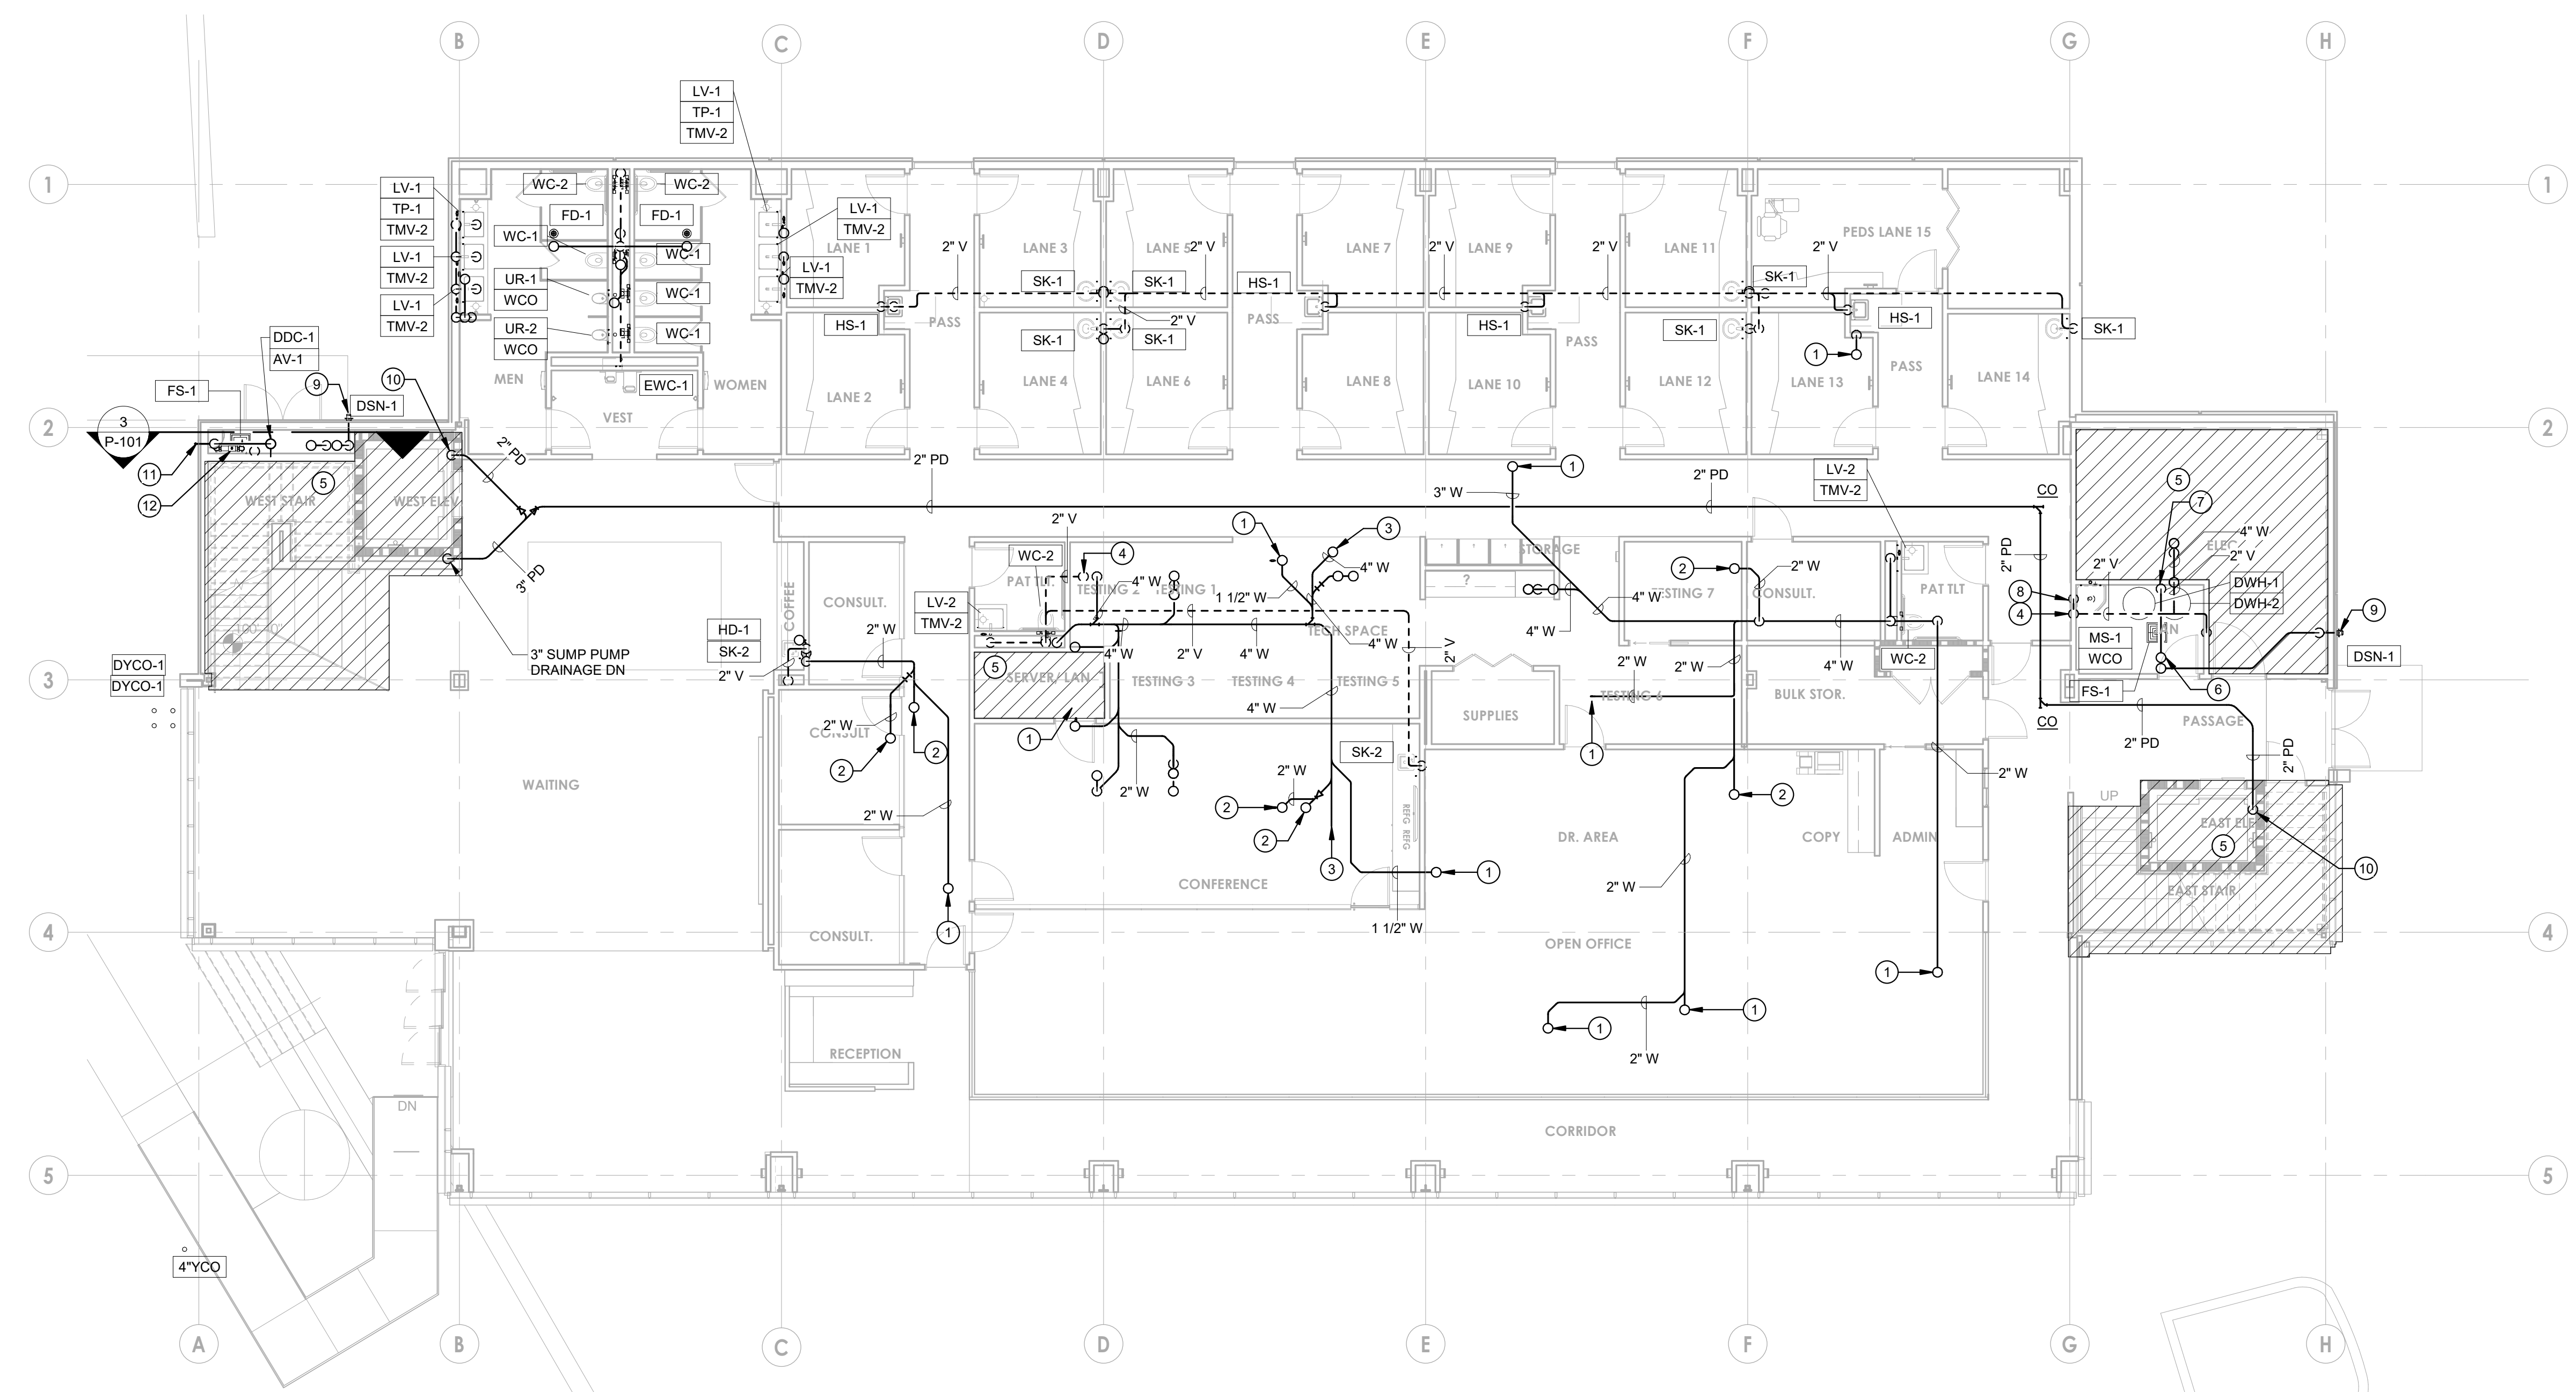 B
C
D
E
F
G
H
LV-1
TP-1
TMV-2
1
LV-1
TP-1
TMV-2
WC-2
WC-2
1
FD-1
FD-1
LV-1
TMV-2
WC-1
WC-1
LANE 1
LANE 3
LANE 5
LANE 7
LANE 9
LANE 11
PEDS LANE 15
2" V
2" V
2" V
2" V
2" V
LV-1
TMV-2
UR-1
WCO
WC-1
LV-1
TMV-2
SK-1
SK-1
HS-1
SK-1
LV-1
TMV-2
HS-1
PASS
2" V
PASS
HS-1
PASS
SK-1
HS-1
SK-1
UR-2
WCO
WC-1
SK-1
SK-1
1
DDC-1
AV-1
FS-1
9
10
DSN-1
MEN
EWC-1
WOMEN
VEST
LANE 2
LANE 4
LANE 6
LANE 8
LANE 10
LANE 12
LANE 13
PASS
LANE 14
2
3
P-101
2
11
12
5
WEST STAIR
WEST ELEV
2" PD
2" PD
3" W
1
2" PD
LV-2
TMV-2
CO
5
7
4" W
ELEC
2" V
2" V
DWH-1
DWH-2
8
4
2" PD
3" PD
2" V
1
3
WC-2
4
4" W
STORAGE
?
PAT TLT.
TESTING 2
TESTING 1
4" W
1 1/2" W
2
2" W
TESTING 7
CONSULT.
PAT TLT
4" W
COFFEE
CONSULT.
LV-2
TMV-2
HD-1
SK-2
2" W
TECH SPACE
4" W
4" W
MS-1
WCO
9
DSN-1
3" SUMP PUMP
DRAINAGE DN
DYCO-1
DYCO-1
2" V
5
4" W
2" V
4" W
4" W
2" V
2" W
2" W
4" W
WC-2
3
SERVER/ LAN
TESTING 3
TESTING 4
TESTING 5
TESTING 6
BULK STOR.
FS-1
6
3
4" W
SUPPLIES
CO
PASSAGE
2" PD
2" W
CONSULT
2
2
1
SK-2
1
2" PD
WAITING
2" W
2" W
2" W
2
2
2" W
UP
2" W
2
3
REFG REFG
DR. AREA
COPY
ADMIN
EAST ELEV
5
10
CONFERENCE
1
2" W
EAST STAIR
4
CONSULT.
1
1 1/2" W
OPEN OFFICE
4
1
1
1
2" W
RECEPTION
DN
CORRIDOR
5
5
4"YCO
A
B
C
D
E
F
G
H